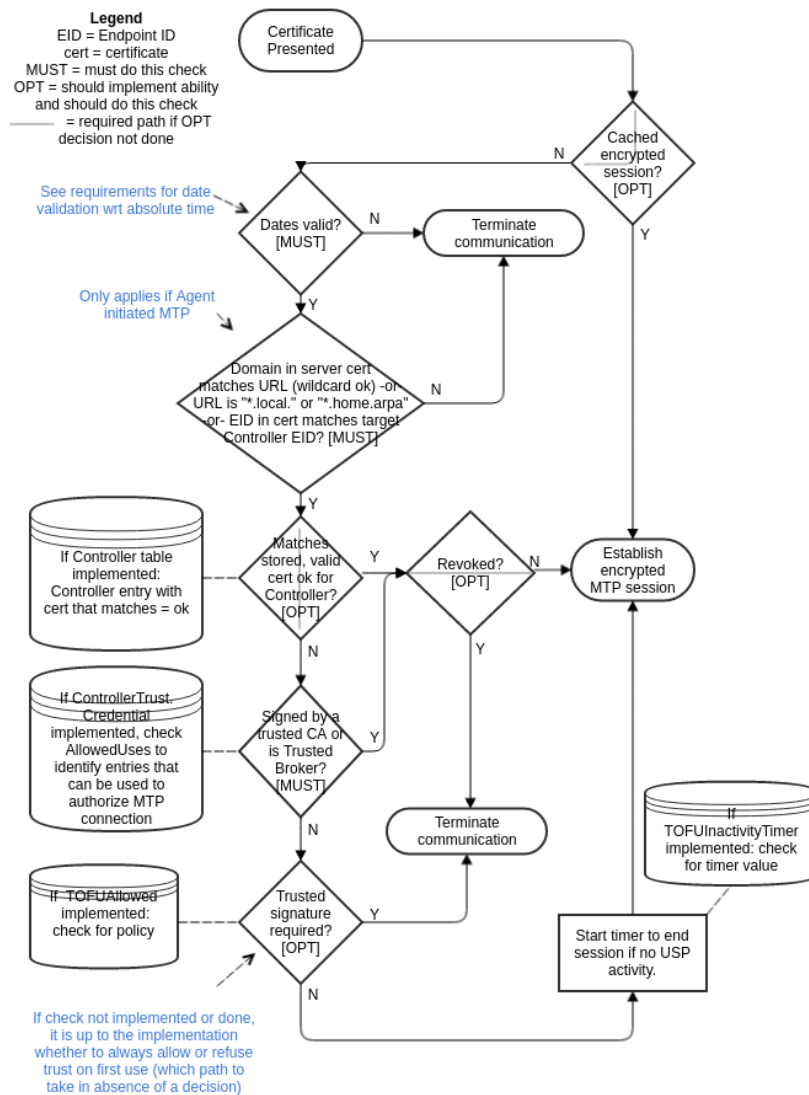 Legend
EID = Endpoint ID
cert = certificate
MUST = must do this check
OPT = should implement ability
and should do this check
= required path if OPT
decision not done
Certificate
Presented
Cached
encrypted
session?
[OPT]
N
Y
See requirements for date
validation wrt absolute time
Dates valid?
[MUST]
N
Y
Terminate
communication
Only applies if Agent
initiated MTP
Domain in server cert
matches URL (wildcard ok) -or-
URL is "*.local." or "*.home.arpa"
-or- EID in cert matches target
Controller EID? [MUST]
N
Y
If Controller table
implemented:
Controller entry with
cert that matches = ok
Matches
stored, valid
cert ok for
Controller?
[OPT]
Y
N
Revoked?
[OPT]
N
Y
Establish
encrypted
MTP session
If ControllerTrust.
Credential
implemented, check
AllowedUses to
identify entries that
can be used to
authorize MTP
connection
Signed by a
trusted CA or
is Trusted
Broker?
[MUST]
Y
N
Terminate
communication
If
TOFUInactivityTimer
implemented: check
for timer value
If TOFUAllowed
implemented:
check for policy
Trusted
signature
required?
[OPT]
Y
N
Start timer to end
session if no USP
activity.
If check not implemented or done,
it is up to the implementation
whether to always allow or refuse
trust on first use (which path to
take in absence of a decision)